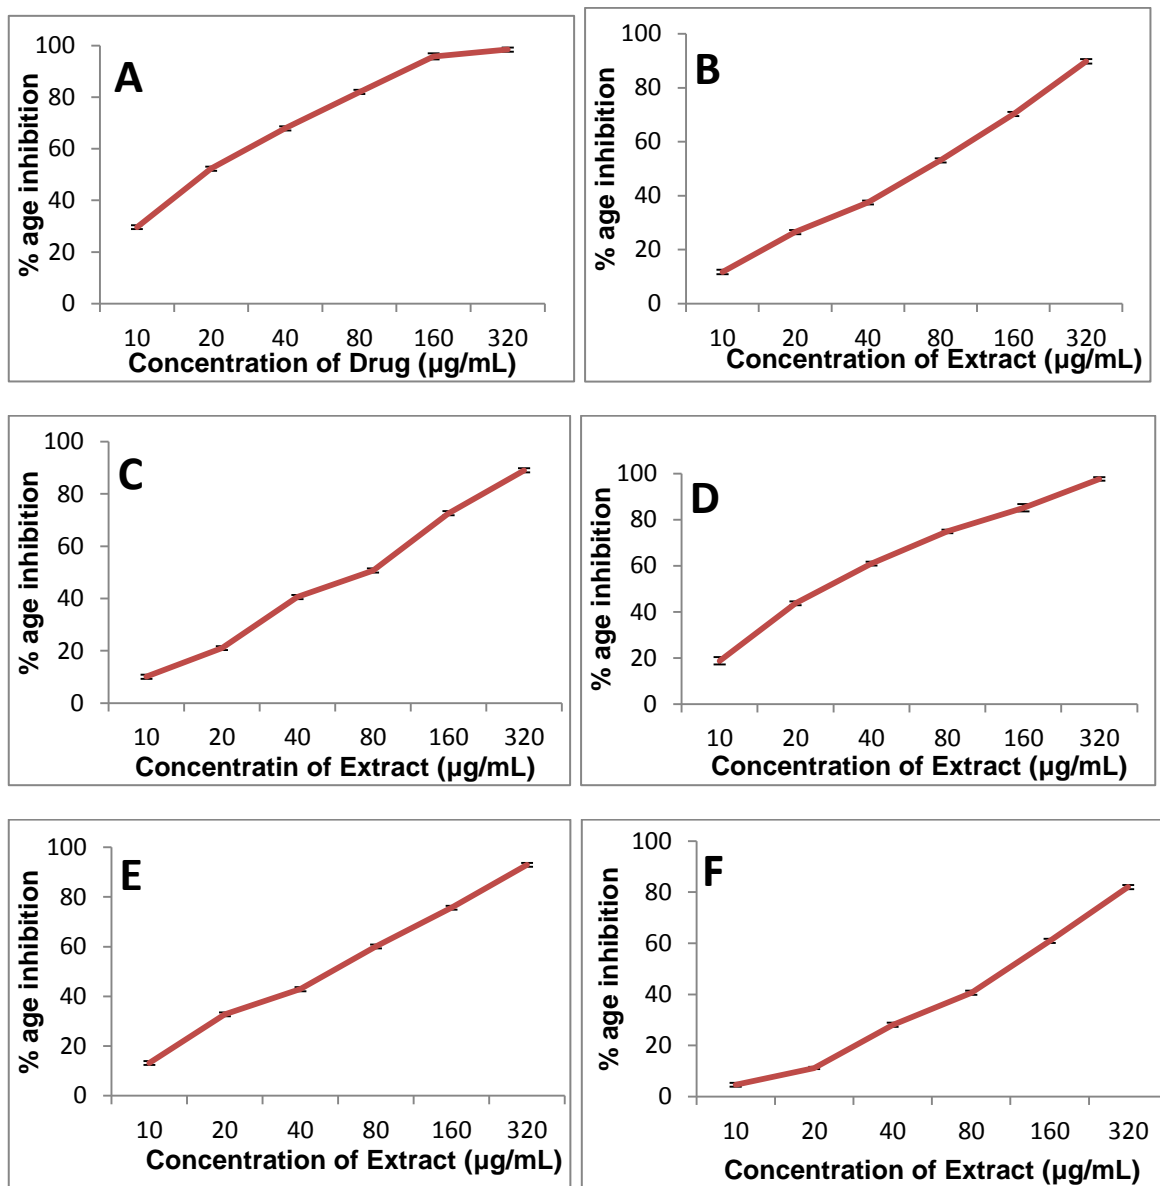 A
% age inhibition
100
80
60
40
20
0
10 20 40 80 160 320
Concentration of Drug (µg/mL)
B
% age inhibition
100
80
60
40
20
0
10 20 40 80 160 320
Concentration of Extract (µg/mL)
C
% age inhibition
100
80
60
40
20
0
10 20 40 80 160 320
Concentratin of Extract (µg/mL)
D
% age inhibition
100
80
60
40
20
0
10 20 40 80 160 320
Concentration of Extract (µg/mL)
E
% age inhibition
100
80
60
40
20
0
10 20 40 80 160 320
Concentration of Extract (µg/mL)
F
% age inhibition
100
80
60
40
20
0
10 20 40 80 160 320
Concentration of Extract (µg/mL)